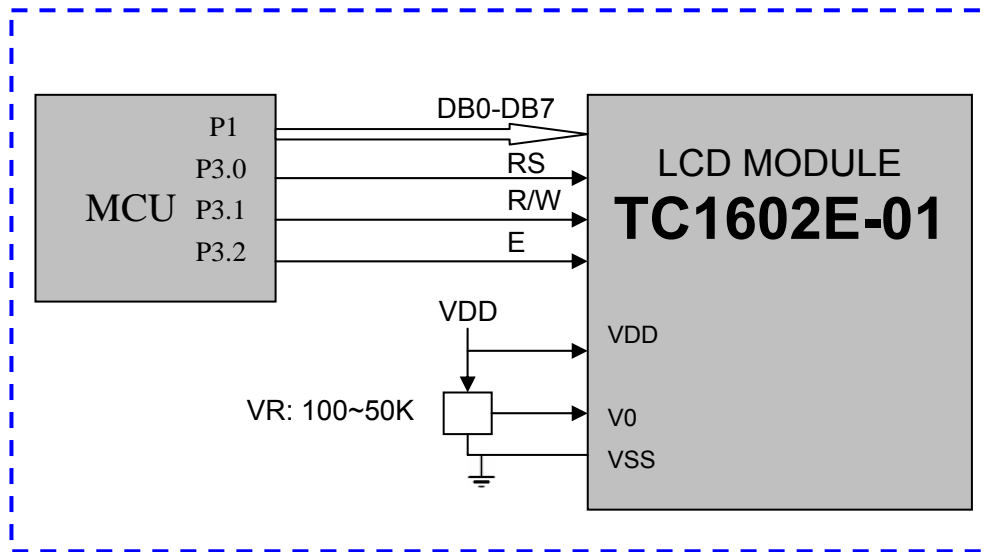 DB0-DB7
P1
LCD MODULE
RS
P3.0
R/W
MCU
P3.1
TC1602E-01
E
P3.2
VDD
VDD
VR: 100~50K
V0
VSS